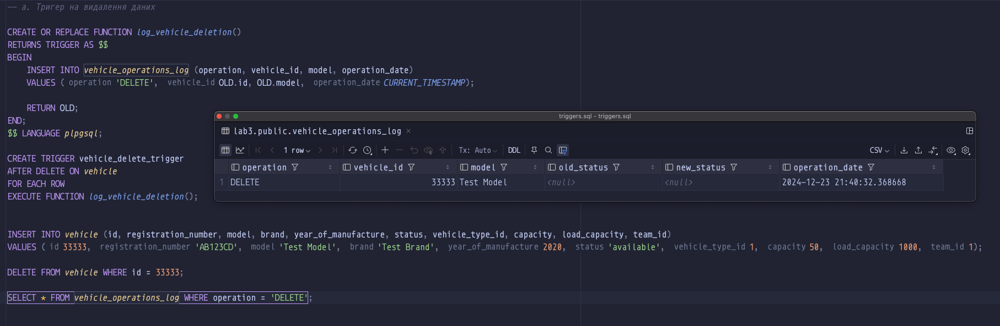 -- а. Тригер на видалення даних
CREATE OR REPLACE FUNCTION log_vehicle_deletion()
RETURNS TRIGGER AS $$
BEGIN
INSERT INTO vehicle_operations_log (operation, vehicle_id, model, operation_date)
VALUES ( operation 'DELETE', vehicle_id OLD.id, OLD.model, operation_date CURRENT_TIMESTAMP);
RETURN OLD;
END;
$$ LANGUAGE plpgsql;
CREATE TRIGGER vehicle_delete_trigger
AFTER DELETE ON vehicle
FOR EACH ROW
EXECUTE FUNCTION log_vehicle_deletion();
triggers.sql - triggers.sql
lab3.public.vehicle_operations_log ×
1 row Tx: Auto DDL CSV
operation vehicle_id model old_status new_status operation_date
1 DELETE 33333 Test Model <null> <null> 2024-12-23 21:40:32.368668
INSERT INTO vehicle (id, registration_number, model, brand, year_of_manufacture, status, vehicle_type_id, capacity, load_capacity, team_id)
VALUES ( id 33333, registration_number 'AB123CD', model 'Test Model', brand 'Test Brand', year_of_manufacture 2020, status 'available', vehicle_type_id 1, capacity 50, load_capacity 1000, team_id 1);
DELETE FROM vehicle WHERE id = 33333;
SELECT * FROM vehicle_operations_log WHERE operation = 'DELETE';